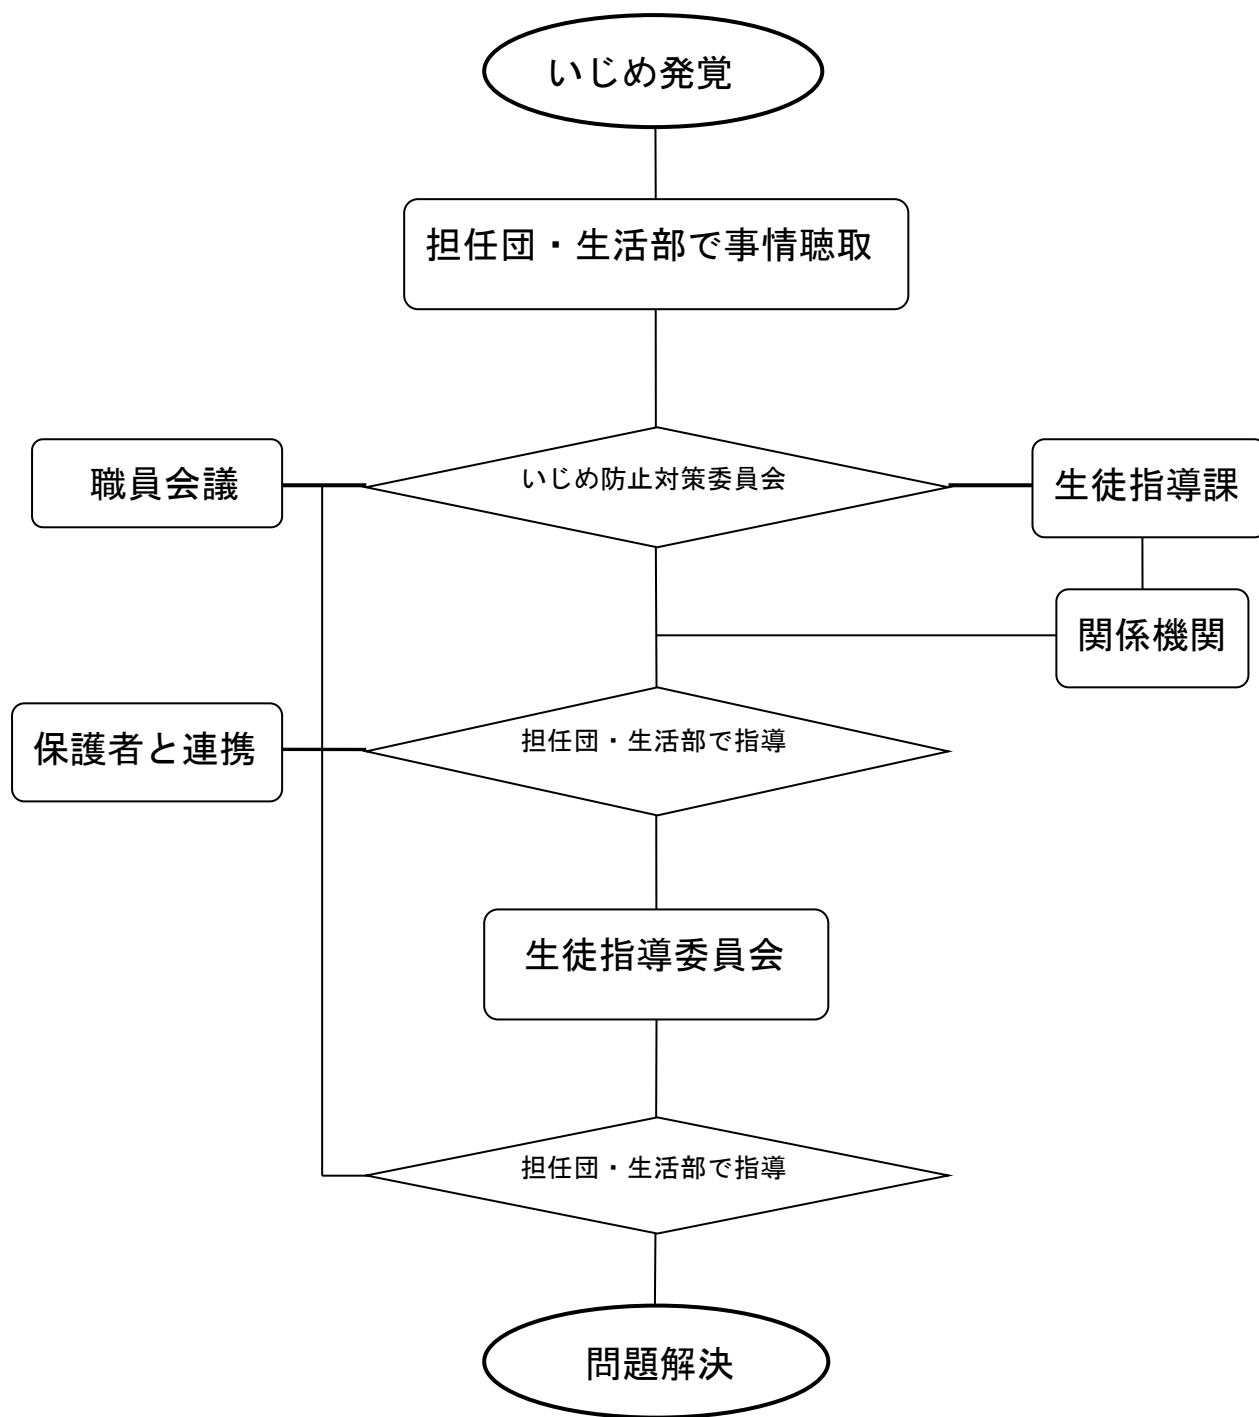 いじめ発覚
担任団・生活部で事情聴取
職員会議
いじめ防止対策委員会
生徒指導課
関係機関
保護者と連携
担任団・生活部で指導
生徒指導委員会
担任団・生活部で指導
問題解決